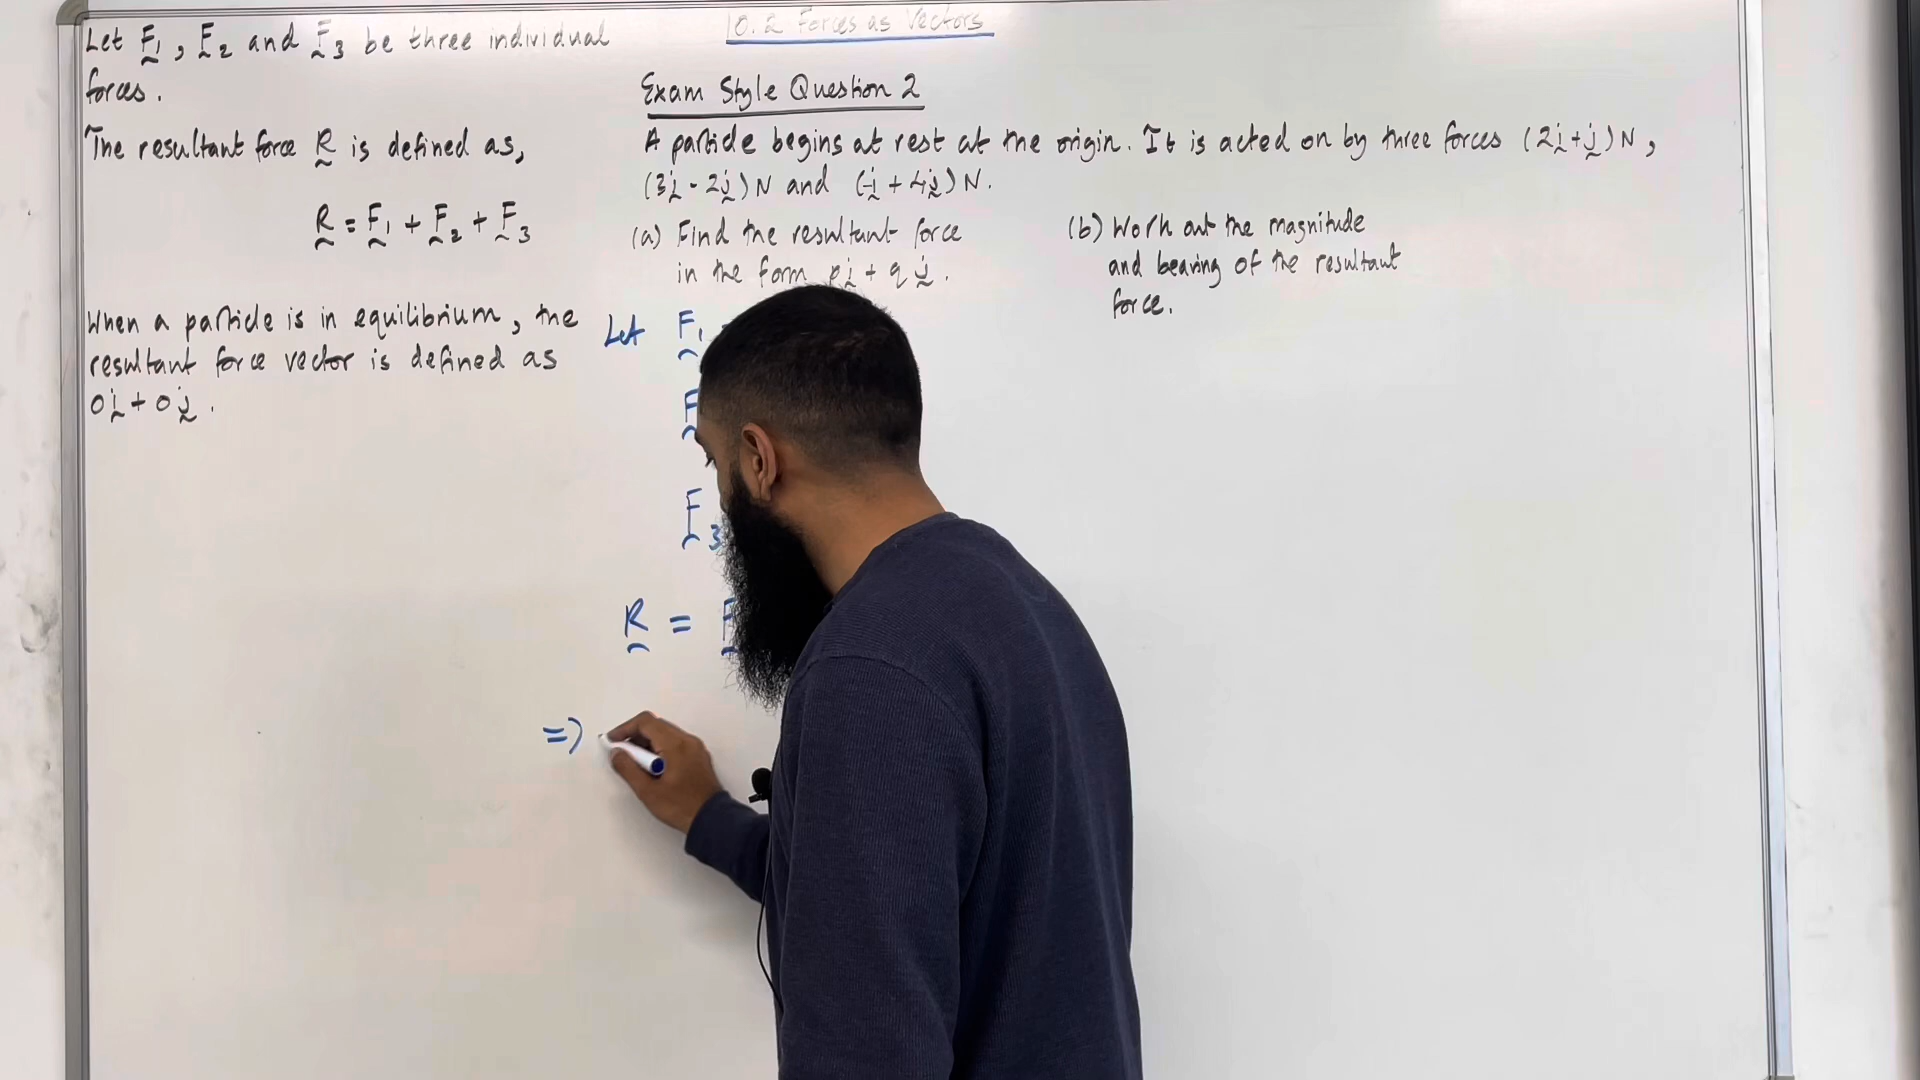 10.2 Forces as Vectors
Let F1, F2 and F3 be three individual
forces.
The resultant force R is defined as,
R = F1 + F2 + F3
When a particle is in equilibrium, the
resultant force vector is defined as
0i + 0j.
Exam Style Question 2
A particle begins at rest at the origin. It is acted on by three forces (2i+j)N,
(3i - 2j)N and (-i + 4j)N.
(a) Find the resultant force
in the form pi + qj.
Let F1
F
F3
R = F
=>
(b) Work out the magnitude
and bearing of the resultant
force.